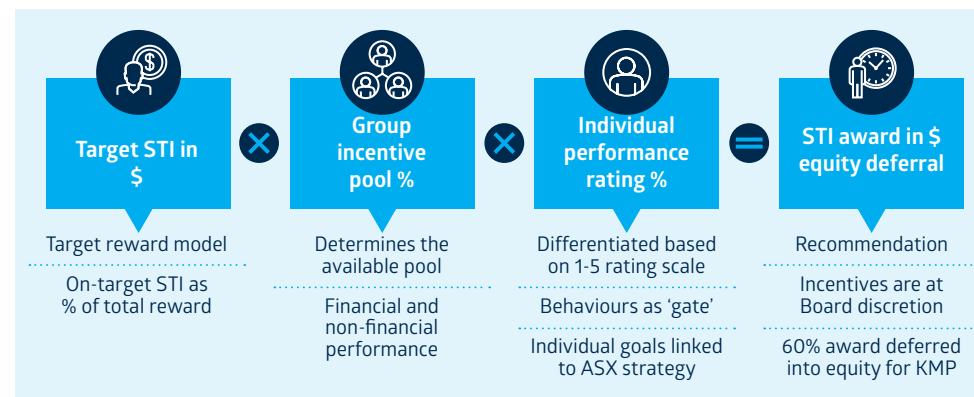 Target STI in
$
Group
incentive
pool %
Individual
performance
rating %
STI award in $
equity deferral
Target reward model
On-target STI as
% of total reward
Determines the
available pool
Financial and
non-financial
performance
Differentiated based
on 1-5 rating scale
Behaviours as ‘gate’
Individual goals linked
to ASX strategy
Recommendation
Incentives are at
Board discretion
60% award deferred
into equity for KMP